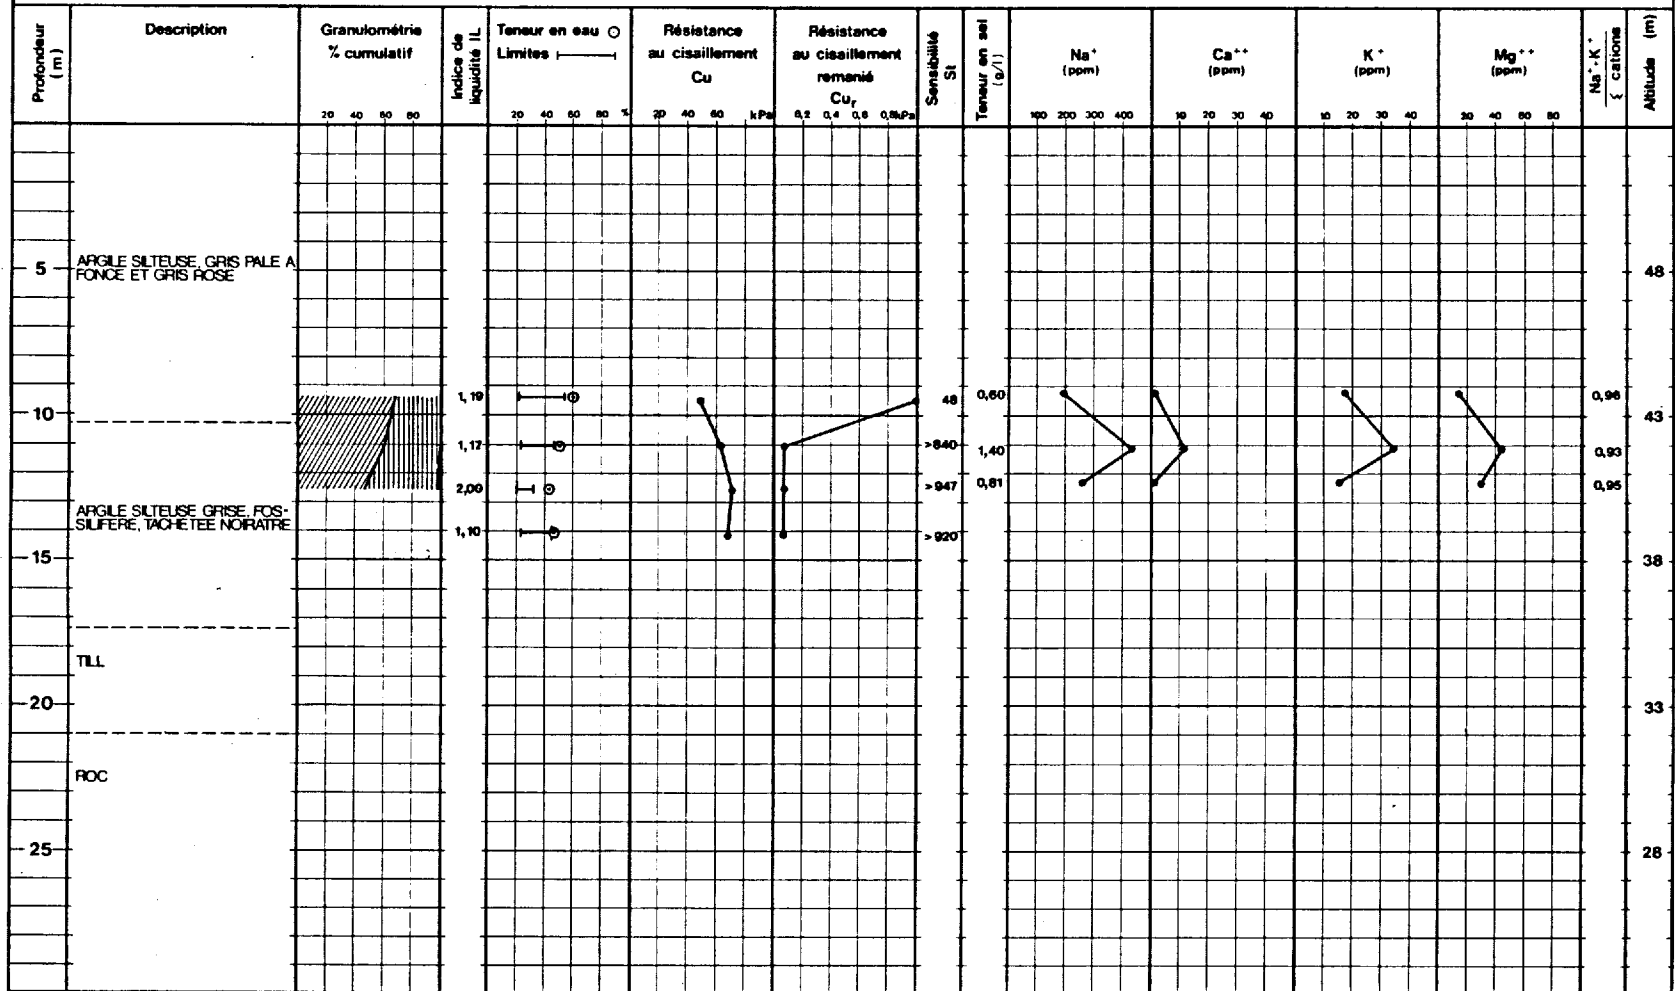 Profondeur
(m)
Description
Granulométrie
% cumulatif
20 40 60 80
Indice de
liquidité IL
Teneur en eau
Limites
20 40 60 80 %
Résistance
au cisaillement
Cu
20 40 60 kPa
Résistance
au cisaillement
remanié
Cur
0,2 0,4 0,6 0,8kPa
Sensibilité
St
Teneur en sel
(g/l)
Na+
(ppm)
100 200 300 400
Ca++
(ppm)
10 20 30 40
K+
(ppm)
10 20 30 40
Mg++
(ppm)
20 40 60 80
Na+·K+
ξ cations
Altitude (m)
ARGILE SILTEUSE, GRIS PALE A
FONCE ET GRIS ROSE
5
48
1,19
48
0,60
0,96
10
43
1,17
>840
1,40
0,93
2,00
>947
0,81
0,95
ARGILE SILTEUSE GRISE, FOS-
SILIFERE, TACHETEE NOIRATRE
1,10
>920
15
38
TILL
20
33
ROC
25
28